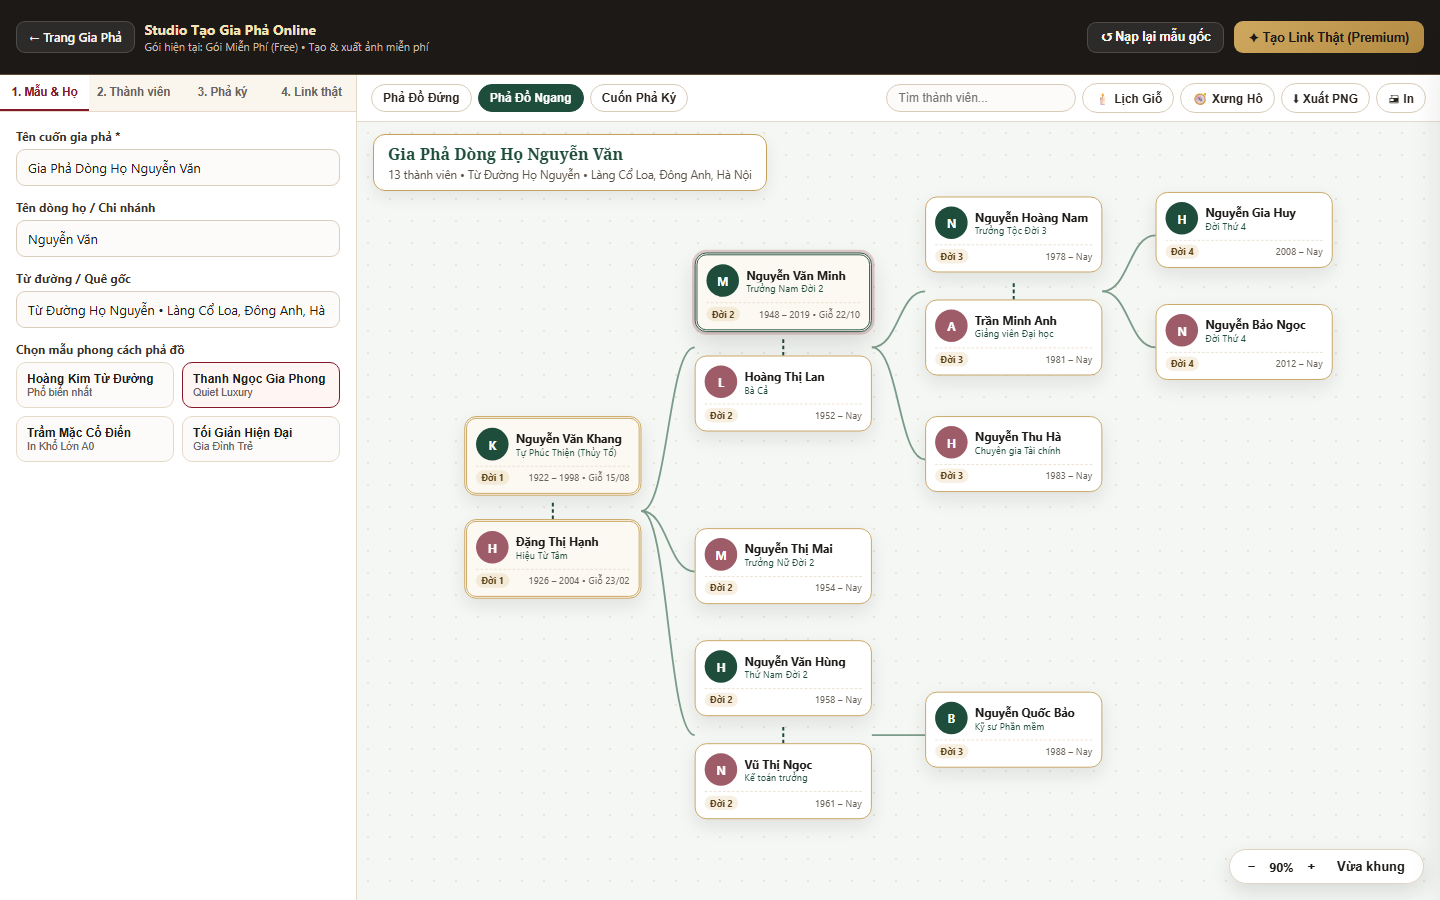 ← Trang Gia Phả
Studio Tạo Gia Phả Online
Gói hiện tại: Gói Miễn Phí (Free) • Tạo & xuất ảnh miễn phí
↺ Nạp lại mẫu gốc
✦ Tạo Link Thật (Premium)
1. Mẫu & Họ
2. Thành viên
3. Phả ký
4. Link thật
Phả Đồ Đứng
Phả Đồ Ngang
Cuốn Phả Ký
Tìm thành viên...
Lịch Giỗ
Xưng Hô
⬇ Xuất PNG
In
Tên cuốn gia phả *
Gia Phả Dòng Họ Nguyễn Văn
Tên dòng họ / Chi nhánh
Nguyễn Văn
Từ đường / Quê gốc
Từ Đường Họ Nguyễn • Làng Cổ Loa, Đông Anh, Hà
Chọn mẫu phong cách phả đồ
Hoàng Kim Từ Đường
Phổ biến nhất
Thanh Ngọc Gia Phong
Quiet Luxury
Trầm Mặc Cổ Điển
In Khổ Lớn A0
Tối Giản Hiện Đại
Gia Đình Trẻ
Gia Phả Dòng Họ Nguyễn Văn
13 thành viên • Từ Đường Họ Nguyễn • Làng Cổ Loa, Đông Anh, Hà Nội
K
Nguyễn Văn Khang
Tự Phúc Thiện (Thủy Tổ)
Đời 1
1922 – 1998 • Giỗ 15/08
H
Đặng Thị Hạnh
Hiệu Từ Tâm
Đời 1
1926 – 2004 • Giỗ 23/02
M
Nguyễn Văn Minh
Trưởng Nam Đời 2
Đời 2
1948 – 2019 • Giỗ 22/10
L
Hoàng Thị Lan
Bà Cả
Đời 2
1952 – Nay
M
Nguyễn Thị Mai
Trưởng Nữ Đời 2
Đời 2
1954 – Nay
H
Nguyễn Văn Hùng
Thứ Nam Đời 2
Đời 2
1958 – Nay
N
Vũ Thị Ngọc
Kế toán trưởng
Đời 2
1961 – Nay
N
Nguyễn Hoàng Nam
Trưởng Tộc Đời 3
Đời 3
1978 – Nay
A
Trần Minh Anh
Giảng viên Đại học
Đời 3
1981 – Nay
H
Nguyễn Thu Hà
Chuyên gia Tài chính
Đời 3
1983 – Nay
B
Nguyễn Quốc Bảo
Kỹ sư Phần mềm
Đời 3
1988 – Nay
H
Nguyễn Gia Huy
Đời Thứ 4
Đời 4
2008 – Nay
N
Nguyễn Bảo Ngọc
Đời Thứ 4
Đời 4
2012 – Nay
− 90% + Vừa khung